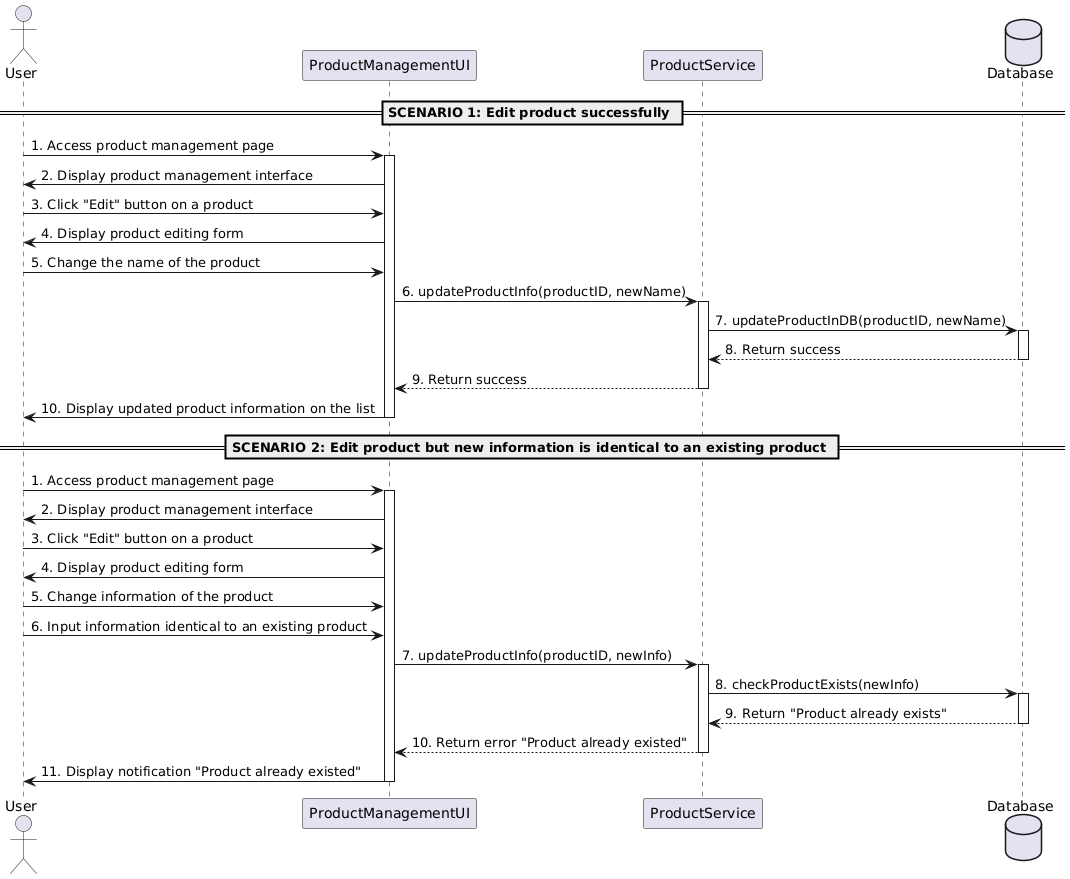 User
ProductManagementUI
ProductService
Database
SCENARIO 1: Edit product successfully
1. Access product management page
2. Display product management interface
3. Click "Edit" button on a product
4. Display product editing form
5. Change the name of the product
6. updateProductInfo(productID, newName)
7. updateProductInDB(productID, newName)
8. Return success
9. Return success
10. Display updated product information on the list
SCENARIO 2: Edit product but new information is identical to an existing product
1. Access product management page
2. Display product management interface
3. Click "Edit" button on a product
4. Display product editing form
5. Change information of the product
6. Input information identical to an existing product
7. updateProductInfo(productID, newInfo)
8. checkProductExists(newInfo)
9. Return "Product already exists"
10. Return error "Product already existed"
11. Display notification "Product already existed"
User
ProductManagementUI
ProductService
Database